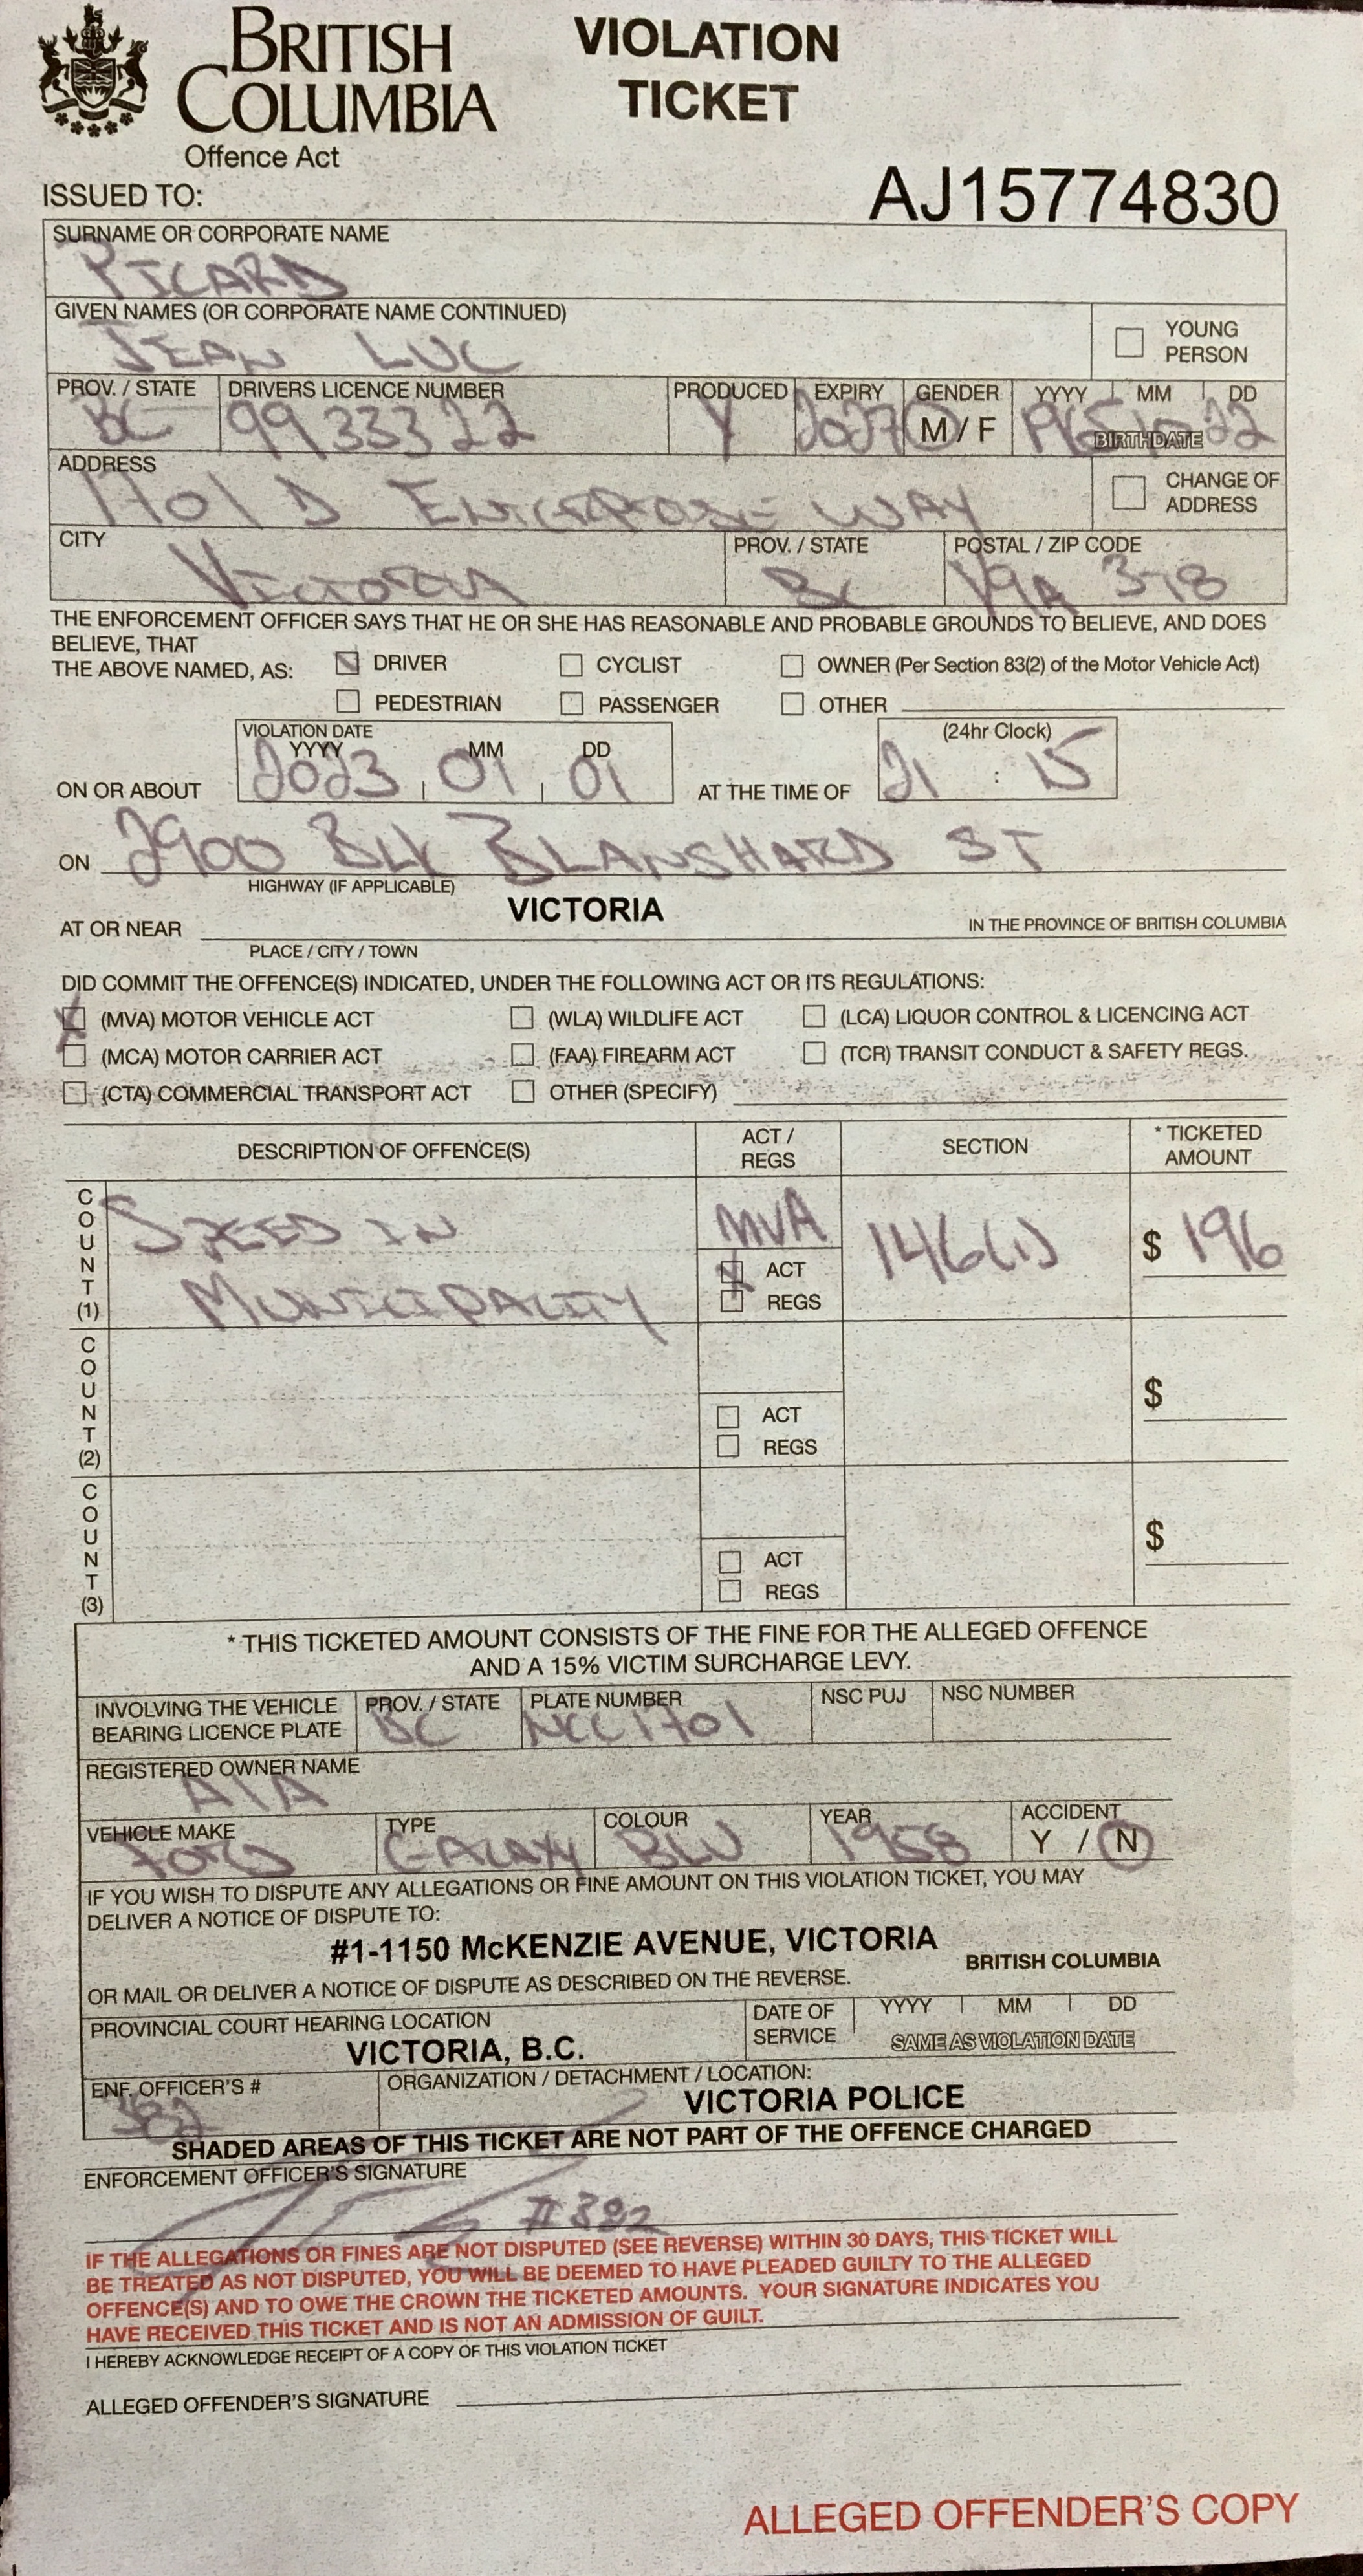 BRITISH
COLUMBIA
Offence Act
VIOLATION
TICKET
ISSUED TO:
AJ15774830
SURNAME OR CORPORATE NAME
PICARD
GIVEN NAMES (OR CORPORATE NAME CONTINUED)
JEAN LUC
YOUNG
PERSON
PROV. / STATE DRIVERS LICENCE NUMBER PRODUCED EXPIRY GENDER YYYY MM DD
BC 9933322 Y 2027 M / F 22
BIRTHDATE
ADDRESS
1701 D ENTERPRISE WAY
CHANGE OF
ADDRESS
CITY PROV. / STATE POSTAL / ZIP CODE
VICTORIA BC V9A
THE ENFORCEMENT OFFICER SAYS THAT HE OR SHE HAS REASONABLE AND PROBABLE GROUNDS TO BELIEVE, AND DOES
BELIEVE, THAT
THE ABOVE NAMED, AS: DRIVER CYCLIST OWNER (Per Section 83(2) of the Motor Vehicle Act)
PEDESTRIAN PASSENGER OTHER
VIOLATION DATE (24hr Clock)
YYYY MM DD
ON OR ABOUT 2023 01 01 AT THE TIME OF 21 : 15
ON 2900 BLK BLANSHARD ST
HIGHWAY (IF APPLICABLE)
AT OR NEAR VICTORIA IN THE PROVINCE OF BRITISH COLUMBIA
PLACE / CITY / TOWN
DID COMMIT THE OFFENCE(S) INDICATED, UNDER THE FOLLOWING ACT OR ITS REGULATIONS:
(MVA) MOTOR VEHICLE ACT (WLA) WILDLIFE ACT (LCA) LIQUOR CONTROL & LICENCING ACT
(MCA) MOTOR CARRIER ACT (FAA) FIREARM ACT (TCR) TRANSIT CONDUCT & SAFETY REGS.
(CTA) COMMERCIAL TRANSPORT ACT OTHER (SPECIFY)
DESCRIPTION OF OFFENCE(S) ACT / REGS SECTION * TICKETED AMOUNT
COUNT (1) SPEED IN MVA 146(1) $ 196
MUNICIPALITY
ACT
REGS
COUNT (2) $
ACT
REGS
COUNT (3) $
ACT
REGS
* THIS TICKETED AMOUNT CONSISTS OF THE FINE FOR THE ALLEGED OFFENCE
AND A 15% VICTIM SURCHARGE LEVY.
INVOLVING THE VEHICLE PROV. / STATE PLATE NUMBER NSC PUJ NSC NUMBER
BEARING LICENCE PLATE BC NCC1701
REGISTERED OWNER NAME
A/A
VEHICLE MAKE TYPE COLOUR YEAR ACCIDENT
FORD GALAXY BLU 1958 Y / N
IF YOU WISH TO DISPUTE ANY ALLEGATIONS OR FINE AMOUNT ON THIS VIOLATION TICKET, YOU MAY
DELIVER A NOTICE OF DISPUTE TO:
#1-1150 McKENZIE AVENUE, VICTORIA BRITISH COLUMBIA
OR MAIL OR DELIVER A NOTICE OF DISPUTE AS DESCRIBED ON THE REVERSE.
PROVINCIAL COURT HEARING LOCATION DATE OF SERVICE YYYY MM DD
VICTORIA, B.C. SAME AS VIOLATION DATE
ENF. OFFICER'S # ORGANIZATION / DETACHMENT / LOCATION:
382 VICTORIA POLICE
SHADED AREAS OF THIS TICKET ARE NOT PART OF THE OFFENCE CHARGED
ENFORCEMENT OFFICER'S SIGNATURE
#382
IF THE ALLEGATIONS OR FINES ARE NOT DISPUTED (SEE REVERSE) WITHIN 30 DAYS, THIS TICKET WILL
BE TREATED AS NOT DISPUTED, YOU WILL BE DEEMED TO HAVE PLEADED GUILTY TO THE ALLEGED
OFFENCE(S) AND TO OWE THE CROWN THE TICKETED AMOUNTS. YOUR SIGNATURE INDICATES YOU
HAVE RECEIVED THIS TICKET AND IS NOT AN ADMISSION OF GUILT.
I HEREBY ACKNOWLEDGE RECEIPT OF A COPY OF THIS VIOLATION TICKET
ALLEGED OFFENDER'S SIGNATURE
ALLEGED OFFENDER'S COPY